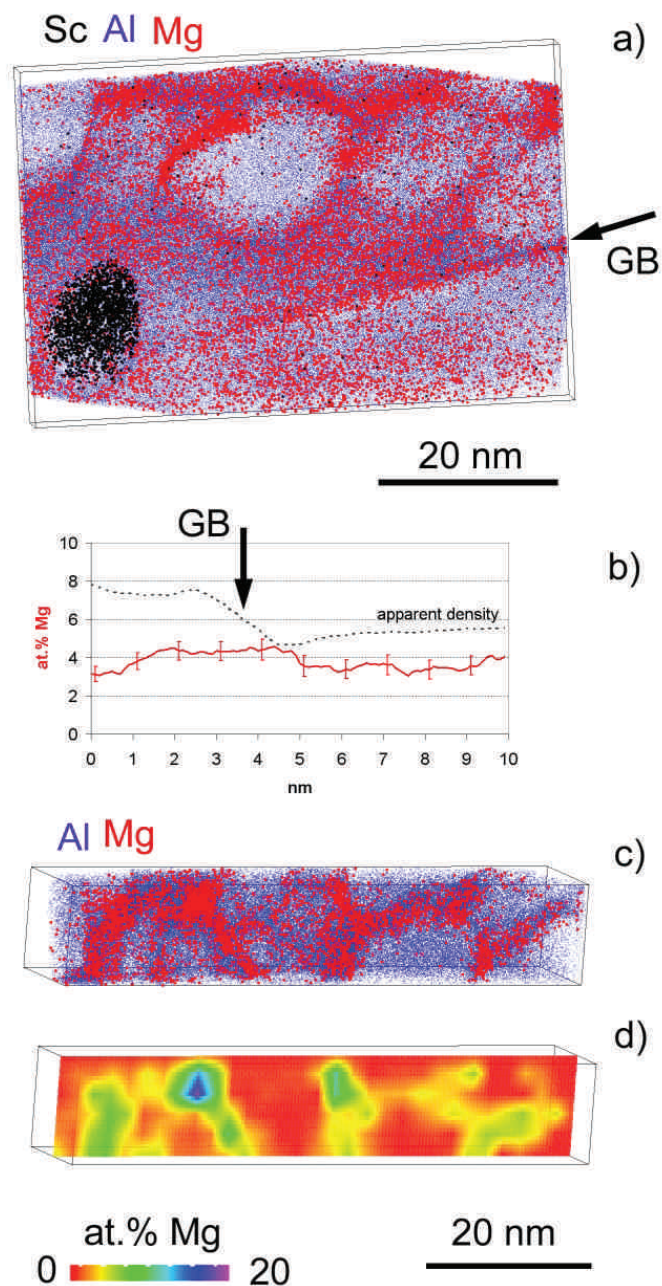 Sc Al Mg
a)
GB
20 nm
GB
b)
10
8
6
4
2
0
at.% Mg
apparent density
0 1 2 3 4 5 6 7 8 9 10
nm
Al Mg
c)
d)
at.% Mg
0 20
20 nm